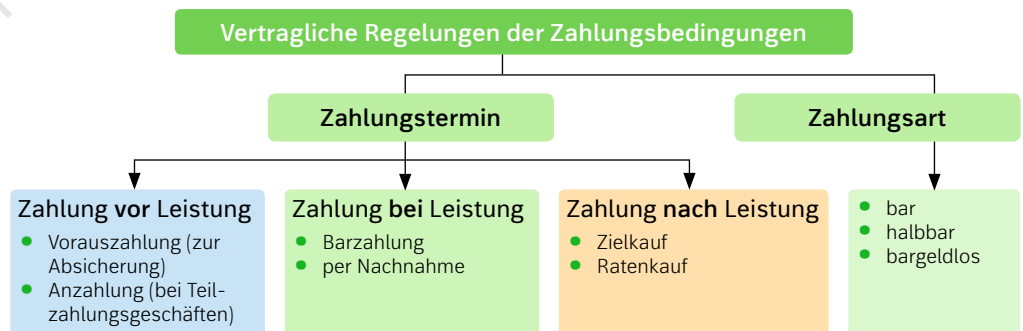 Vertragliche Regelungen der Zahlungsbedingungen
Zahlungstermin
Zahlungsart
Zahlung vor Leistung
Vorauszahlung (zur
Absicherung)
Anzahlung (bei Teil-
zahlungsgeschäften)
Zahlung bei Leistung
Barzahlung
per Nachnahme
Zahlung nach Leistung
Zielkauf
Ratenkauf
bar
halbbar
bargeldlos